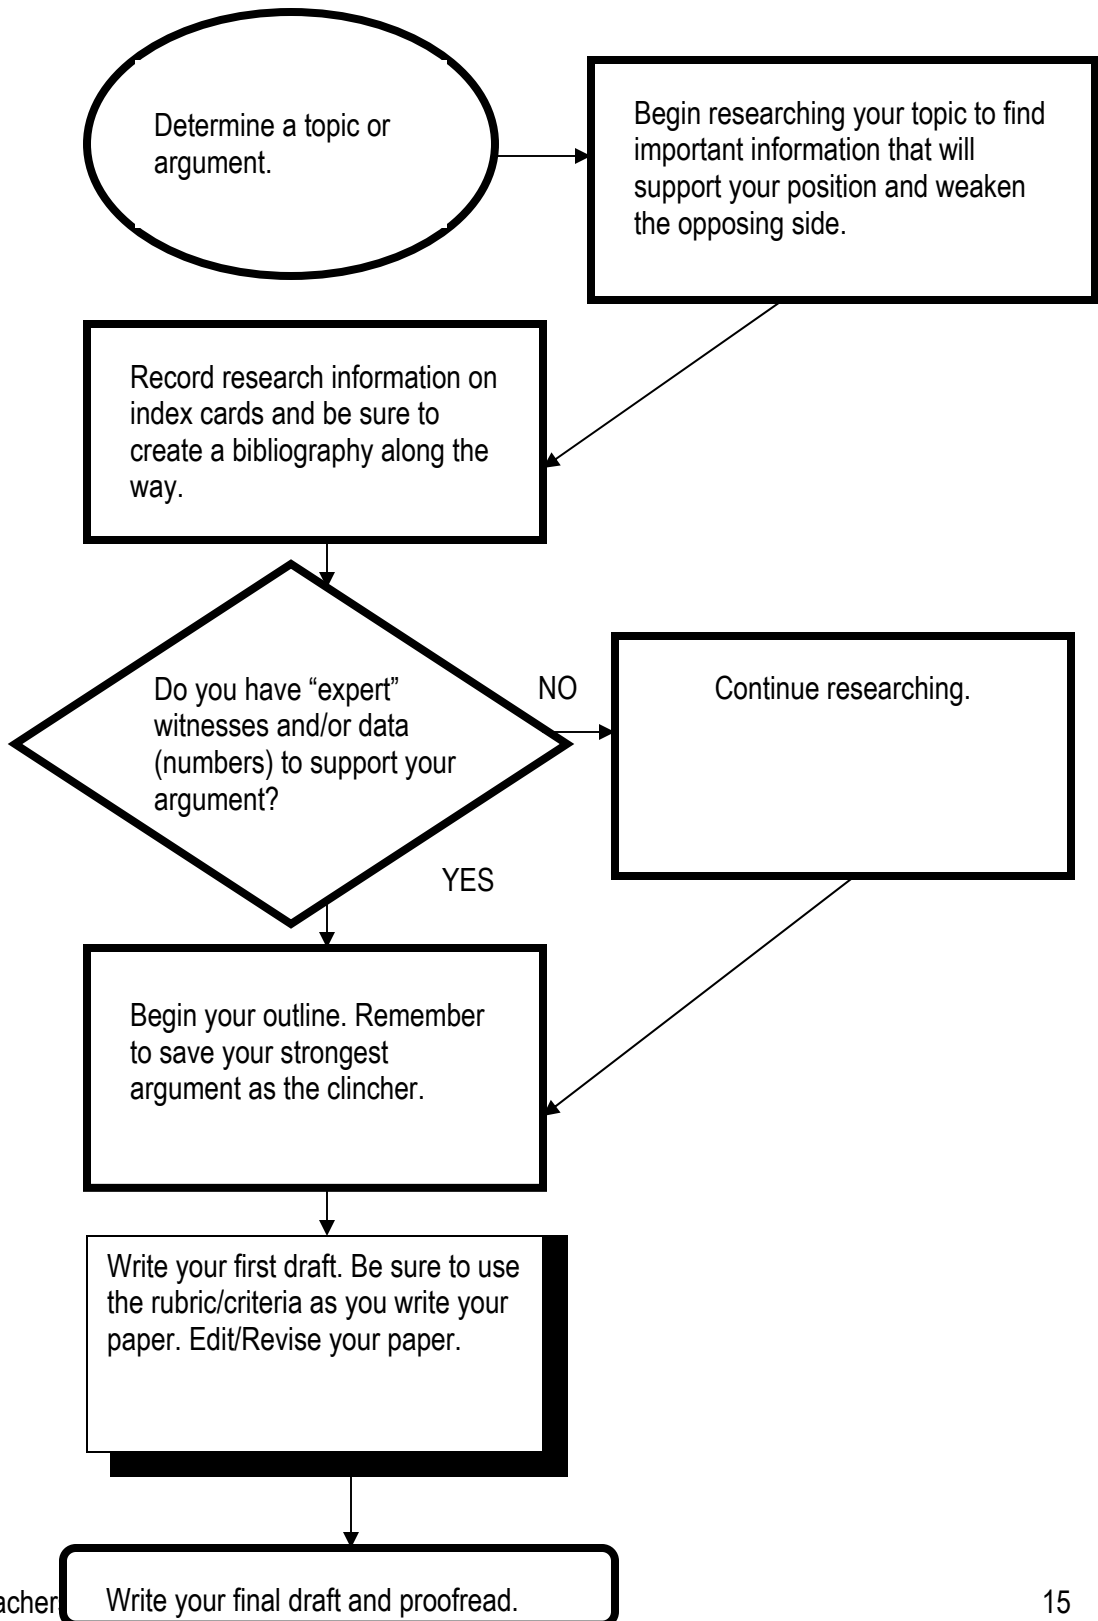 Determine a topic or
argument.
Begin researching your topic to find
important information that will
support your position and weaken
the opposing side.
Record research information on
index cards and be sure to
create a bibliography along the
way.
Do you have “expert”
witnesses and/or data
(numbers) to support your
argument?
NO
Continue researching.
YES
Begin your outline. Remember
to save your strongest
argument as the clincher.
Write your first draft. Be sure to use
the rubric/criteria as you write your
paper. Edit/Revise your paper.
Write your final draft and proofread.
15